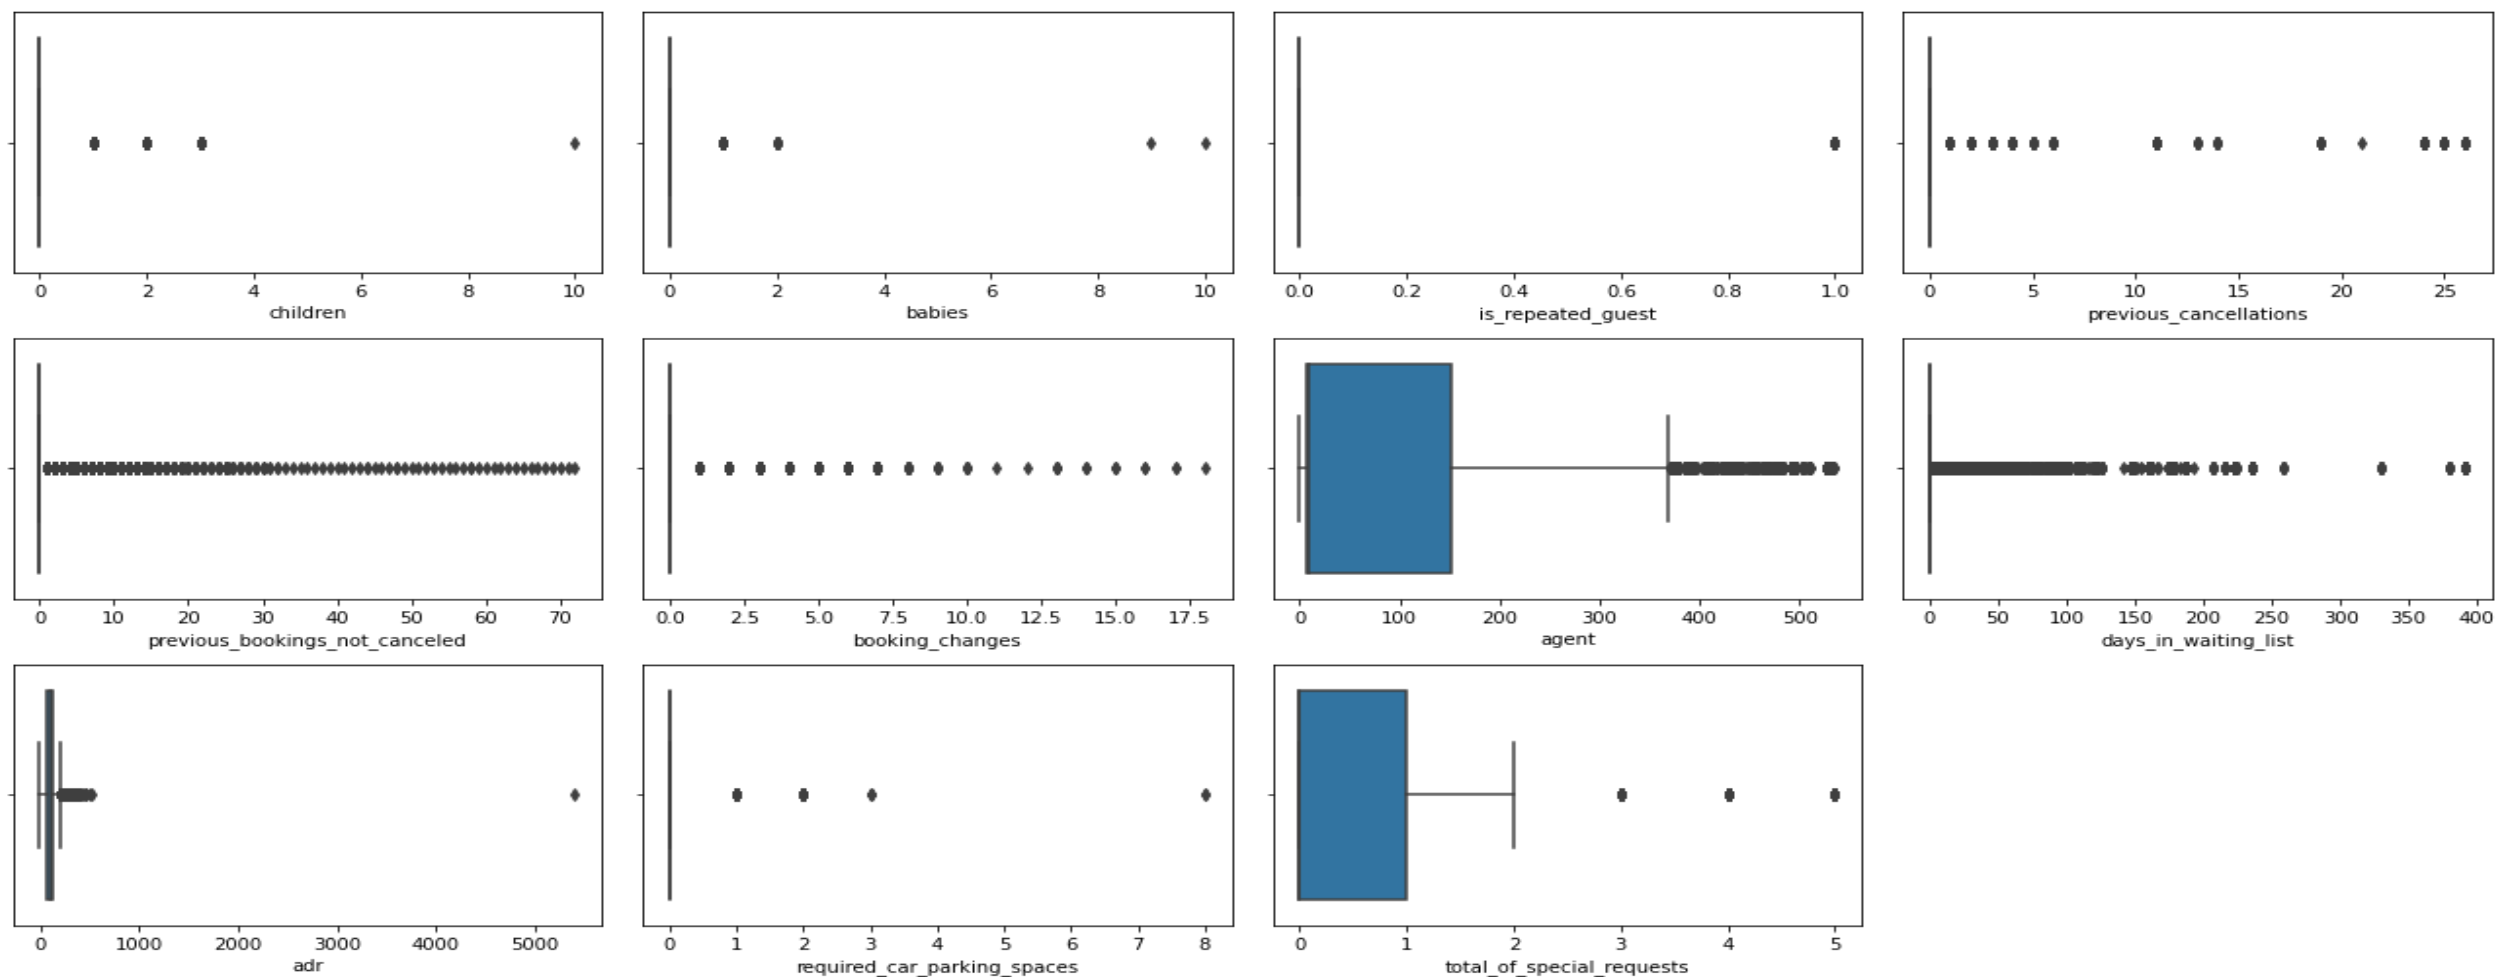 0 2 4 6 8 10
children
0 2 4 6 8 10
babies
0.0 0.2 0.4 0.6 0.8 1.0
is_repeated_guest
0 5 10 15 20 25
previous_cancellations
0 10 20 30 40 50 60 70
previous_bookings_not_canceled
0.0 2.5 5.0 7.5 10.0 12.5 15.0 17.5
booking_changes
0 100 200 300 400 500
agent
0 50 100 150 200 250 300 350 400
days_in_waiting_list
0 1000 2000 3000 4000 5000
adr
0 1 2 3 4 5 6 7 8
required_car_parking_spaces
0 1 2 3 4 5
total_of_special_requests